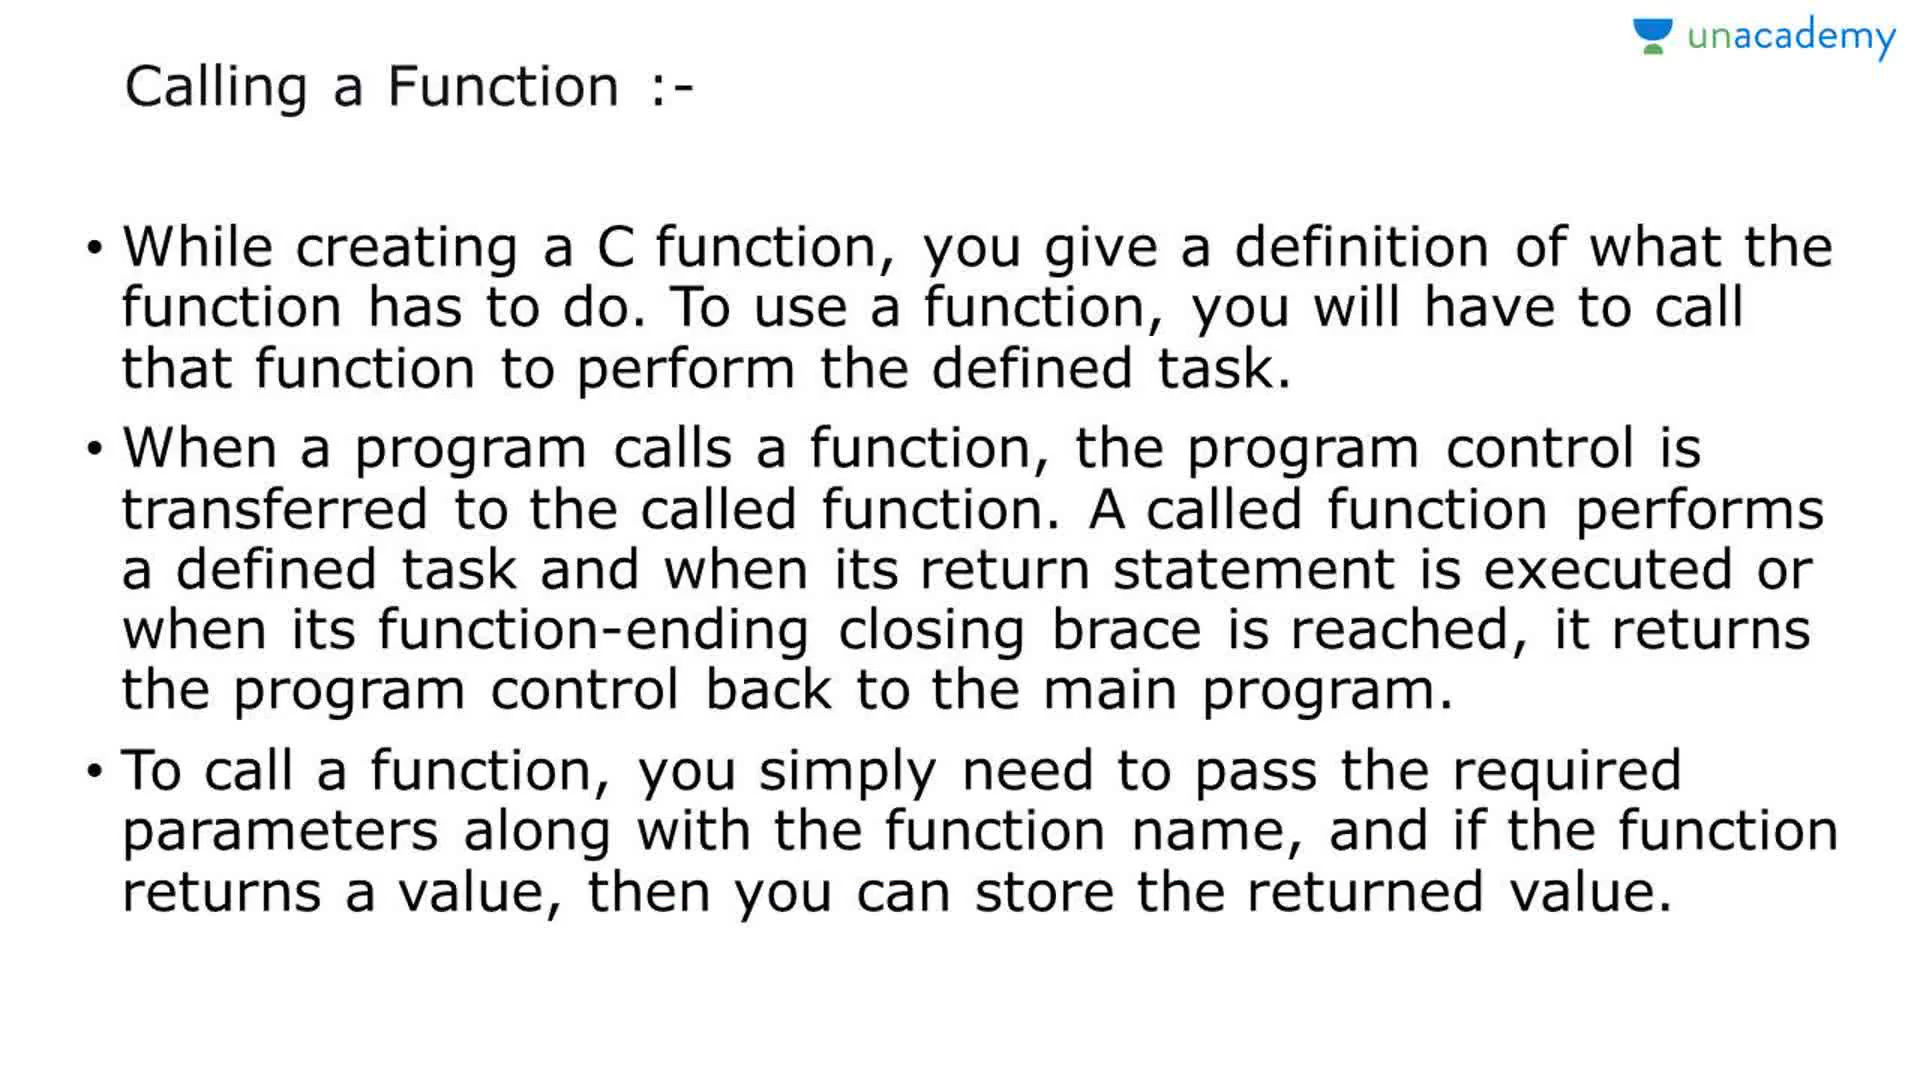 unacademy
Calling a Function :-
• While creating a C function, you give a definition of what the
function has to do. To use a function, you will have to call
that function to perform the defined task.
• When a program calls a function, the program control is
transferred to the called function. A called function performs
a defined task and when its return statement is executed or
when its function-ending closing brace is reached, it returns
the program control back to the main program.
• To call a function, you simply need to pass the required
parameters along with the function name, and if the function
returns a value, then you can store the returned value.